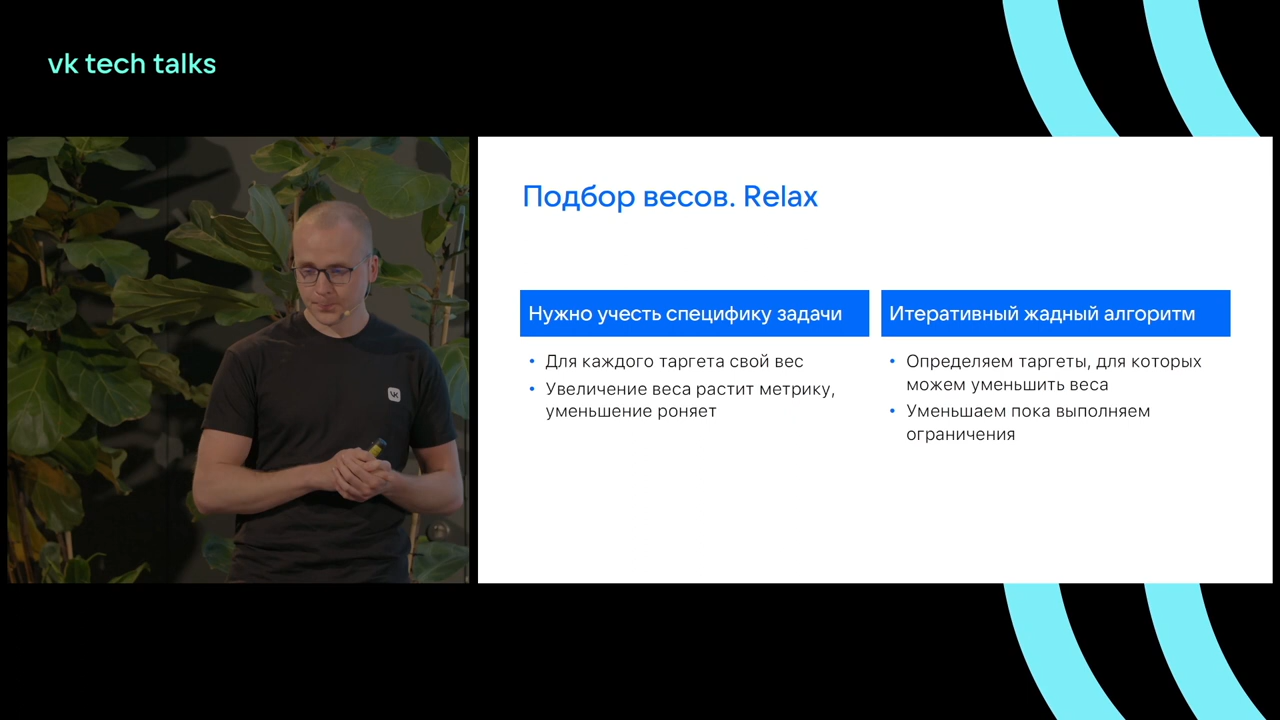 vk tech talks
Подбор весов. Relax
Нужно учесть специфику задачи
• Для каждого таргета свой вес
• Увеличение веса растит метрику,
уменьшение роняет
Итеративный жадный алгоритм
• Определяем таргеты, для которых
можем уменьшить веса
• Уменьшаем пока выполняем
ограничения